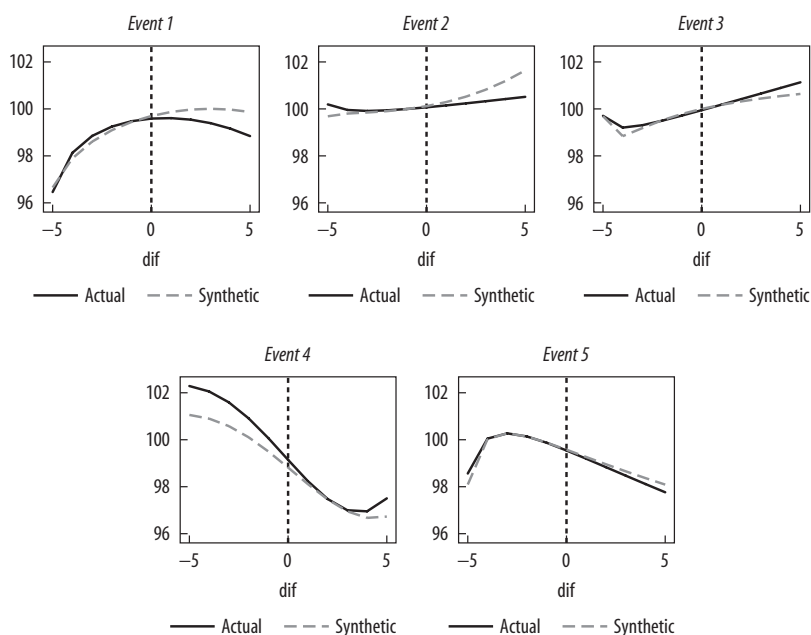 Event 1
102
100
98
96
−5
0
5
dif
Actual
Synthetic
Event 2
102
100
98
96
−5
0
5
dif
Actual
Synthetic
Event 3
102
100
98
96
−5
0
5
dif
Actual
Synthetic
Event 4
102
100
98
96
−5
0
5
dif
Actual
Synthetic
Event 5
102
100
98
96
−5
0
5
dif
Actual
Synthetic